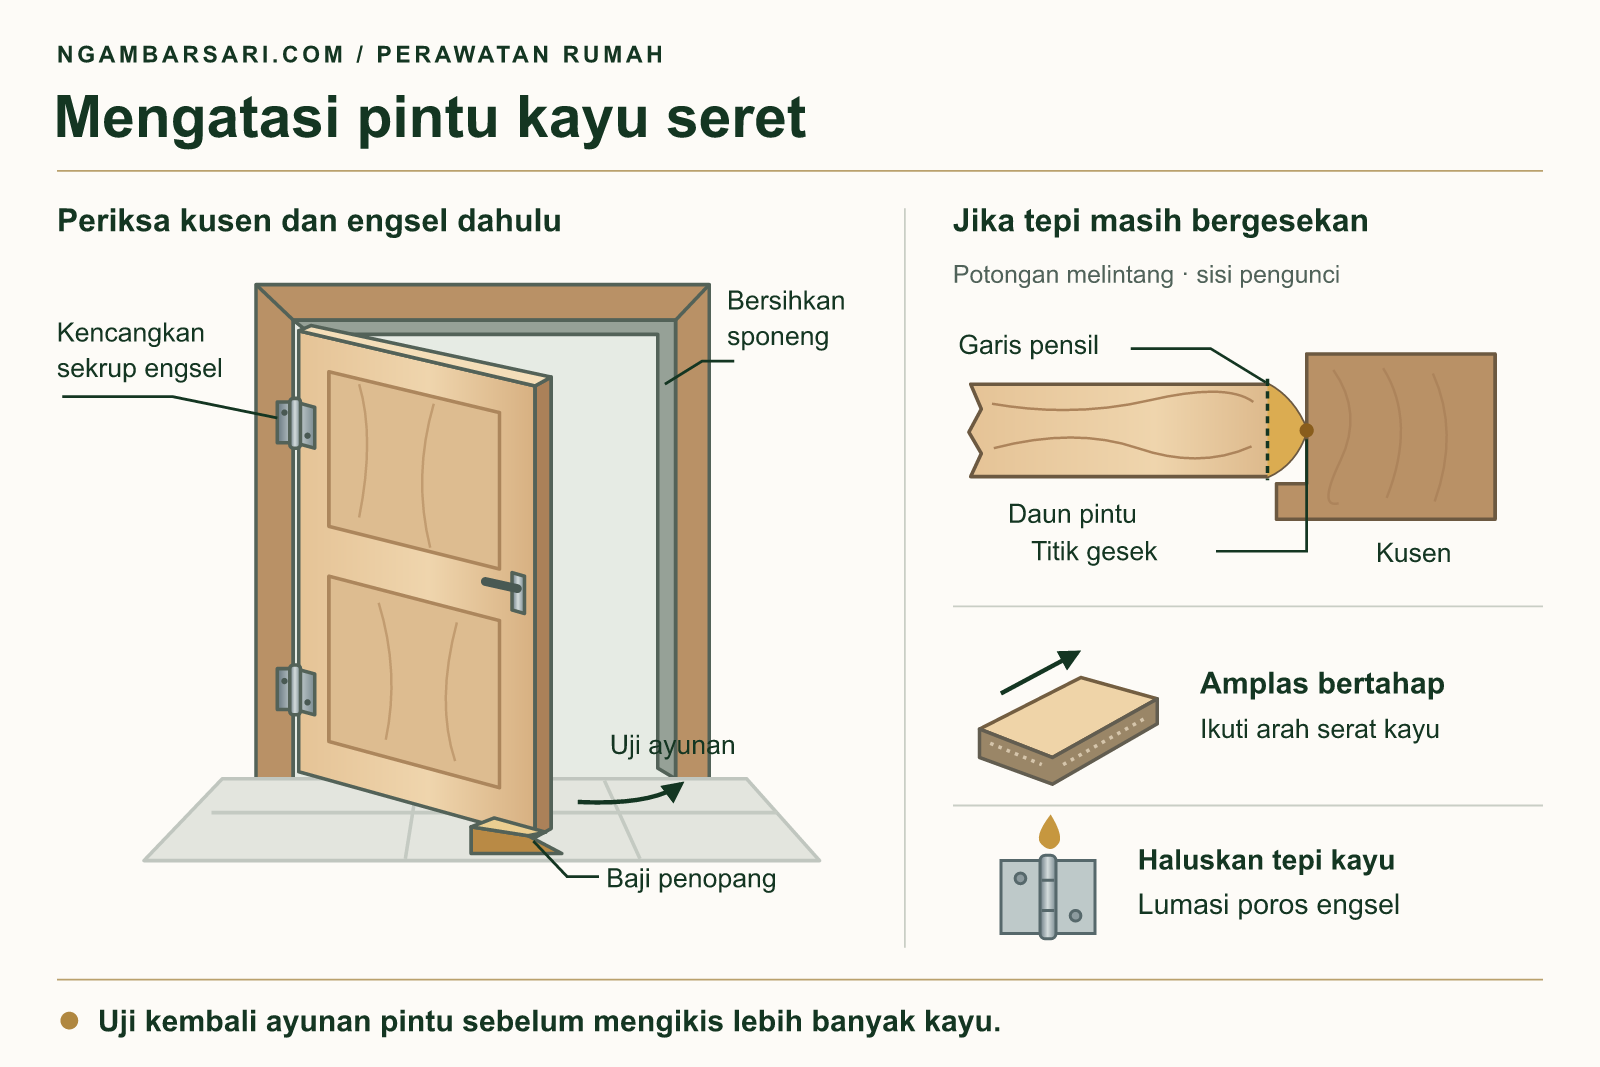 NGAMBARSARI.COM / PERAWATAN RUMAH
Mengatasi pintu kayu seret
Periksa kusen dan engsel dahulu
Kencangkan
sekrup engsel
Bersihkan
sponeng
Uji ayunan
Baji penopang
Jika tepi masih bergesekan
Potongan melintang · sisi pengunci
Garis pensil
Daun pintu
Titik gesek
Kusen
Amplas bertahap
Ikuti arah serat kayu
Haluskan tepi kayu
Lumasi poros engsel
Uji kembali ayunan pintu sebelum mengikis lebih banyak kayu.